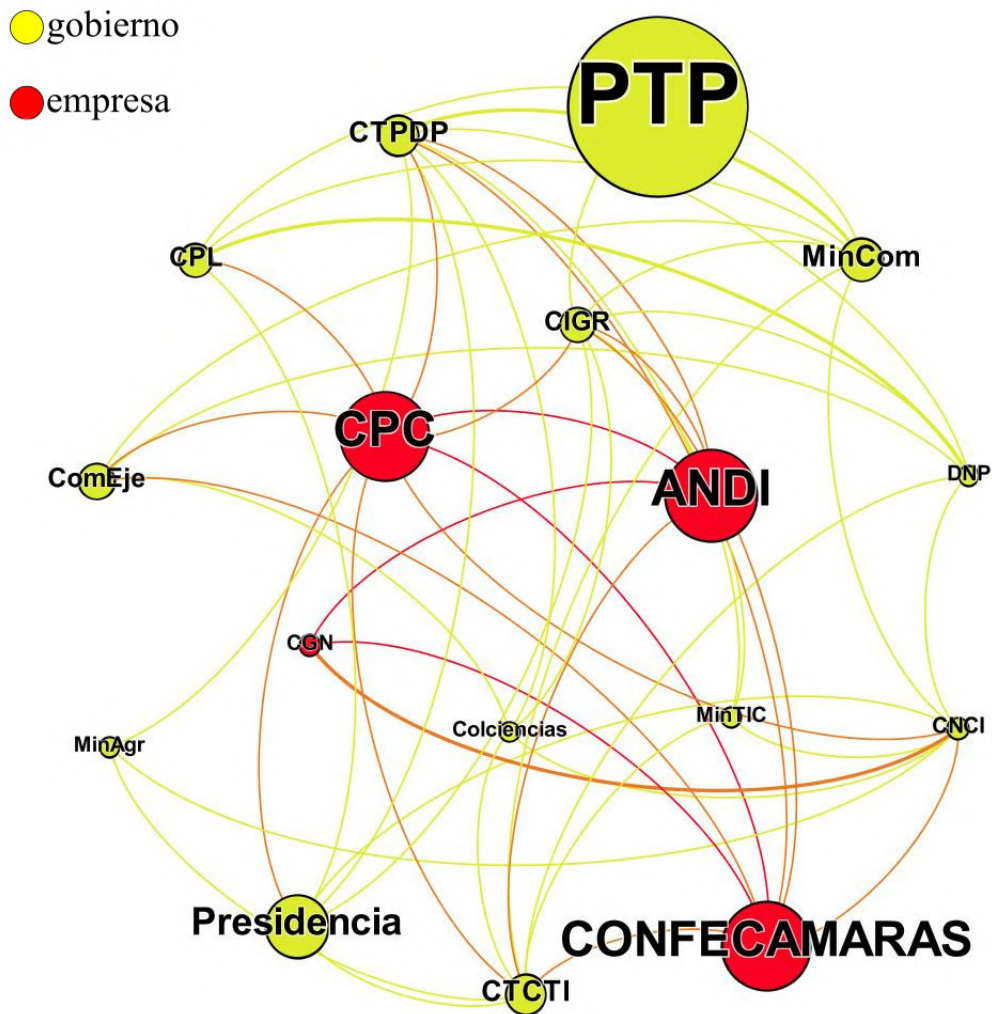 gobierno
empresa
PTP
CTPDP
CPL
MinCom
CIGR
CPC
ComEje
ANDI
DNP
CGN
MinAgr
Colciencias
MinTIC
CNCI
Presidencia
CONFECAMARAS
CTCTI